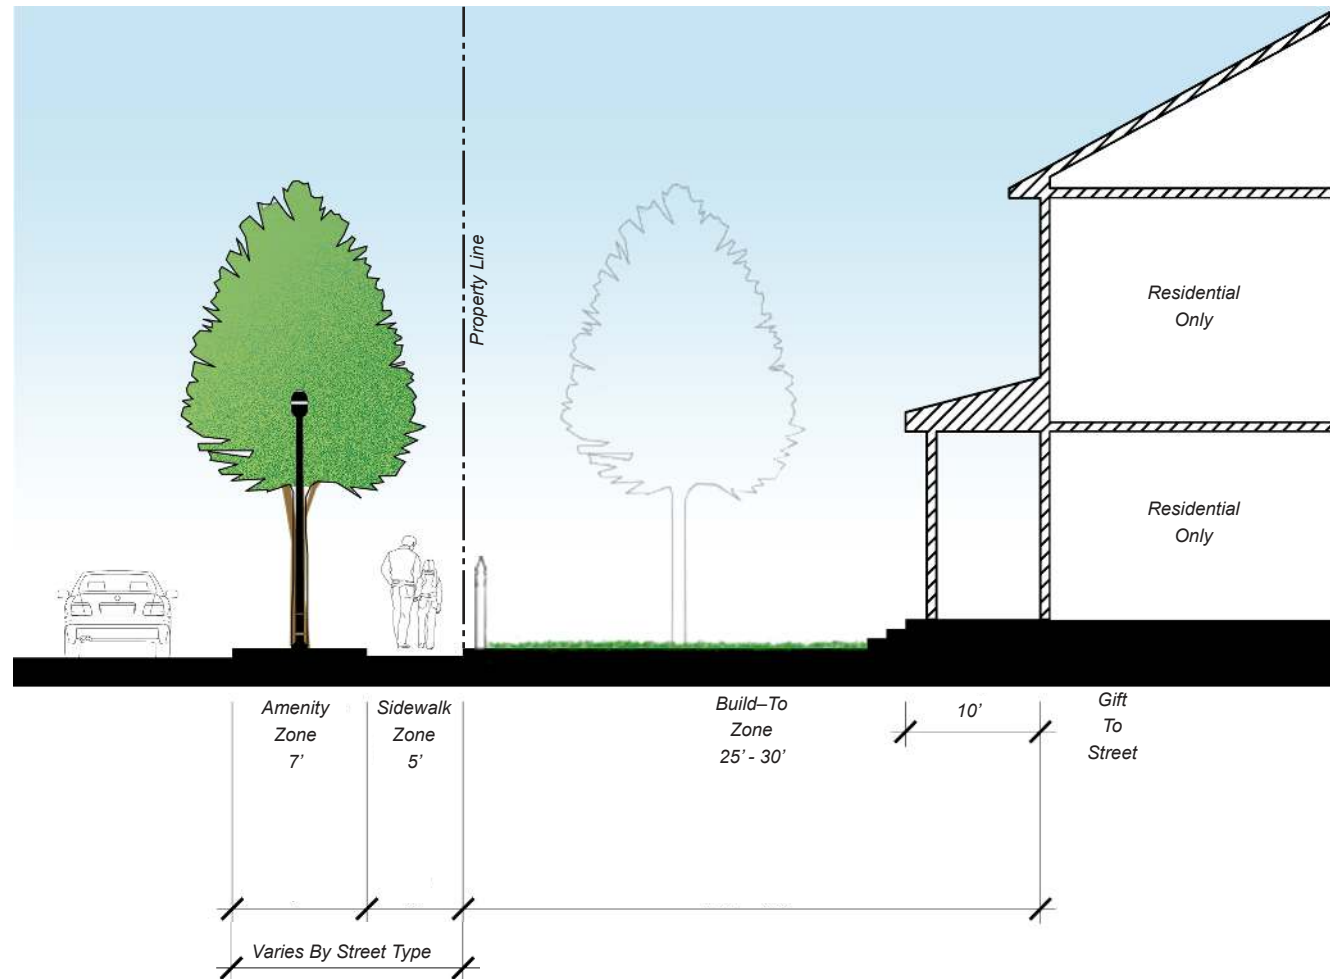 Property Line
Residential
Only
Residential
Only
Amenity
Zone
7’
Sidewalk
Zone
5’
Build–To
Zone
25’ - 30’
10’
Gift
To
Street
Varies By Street Type